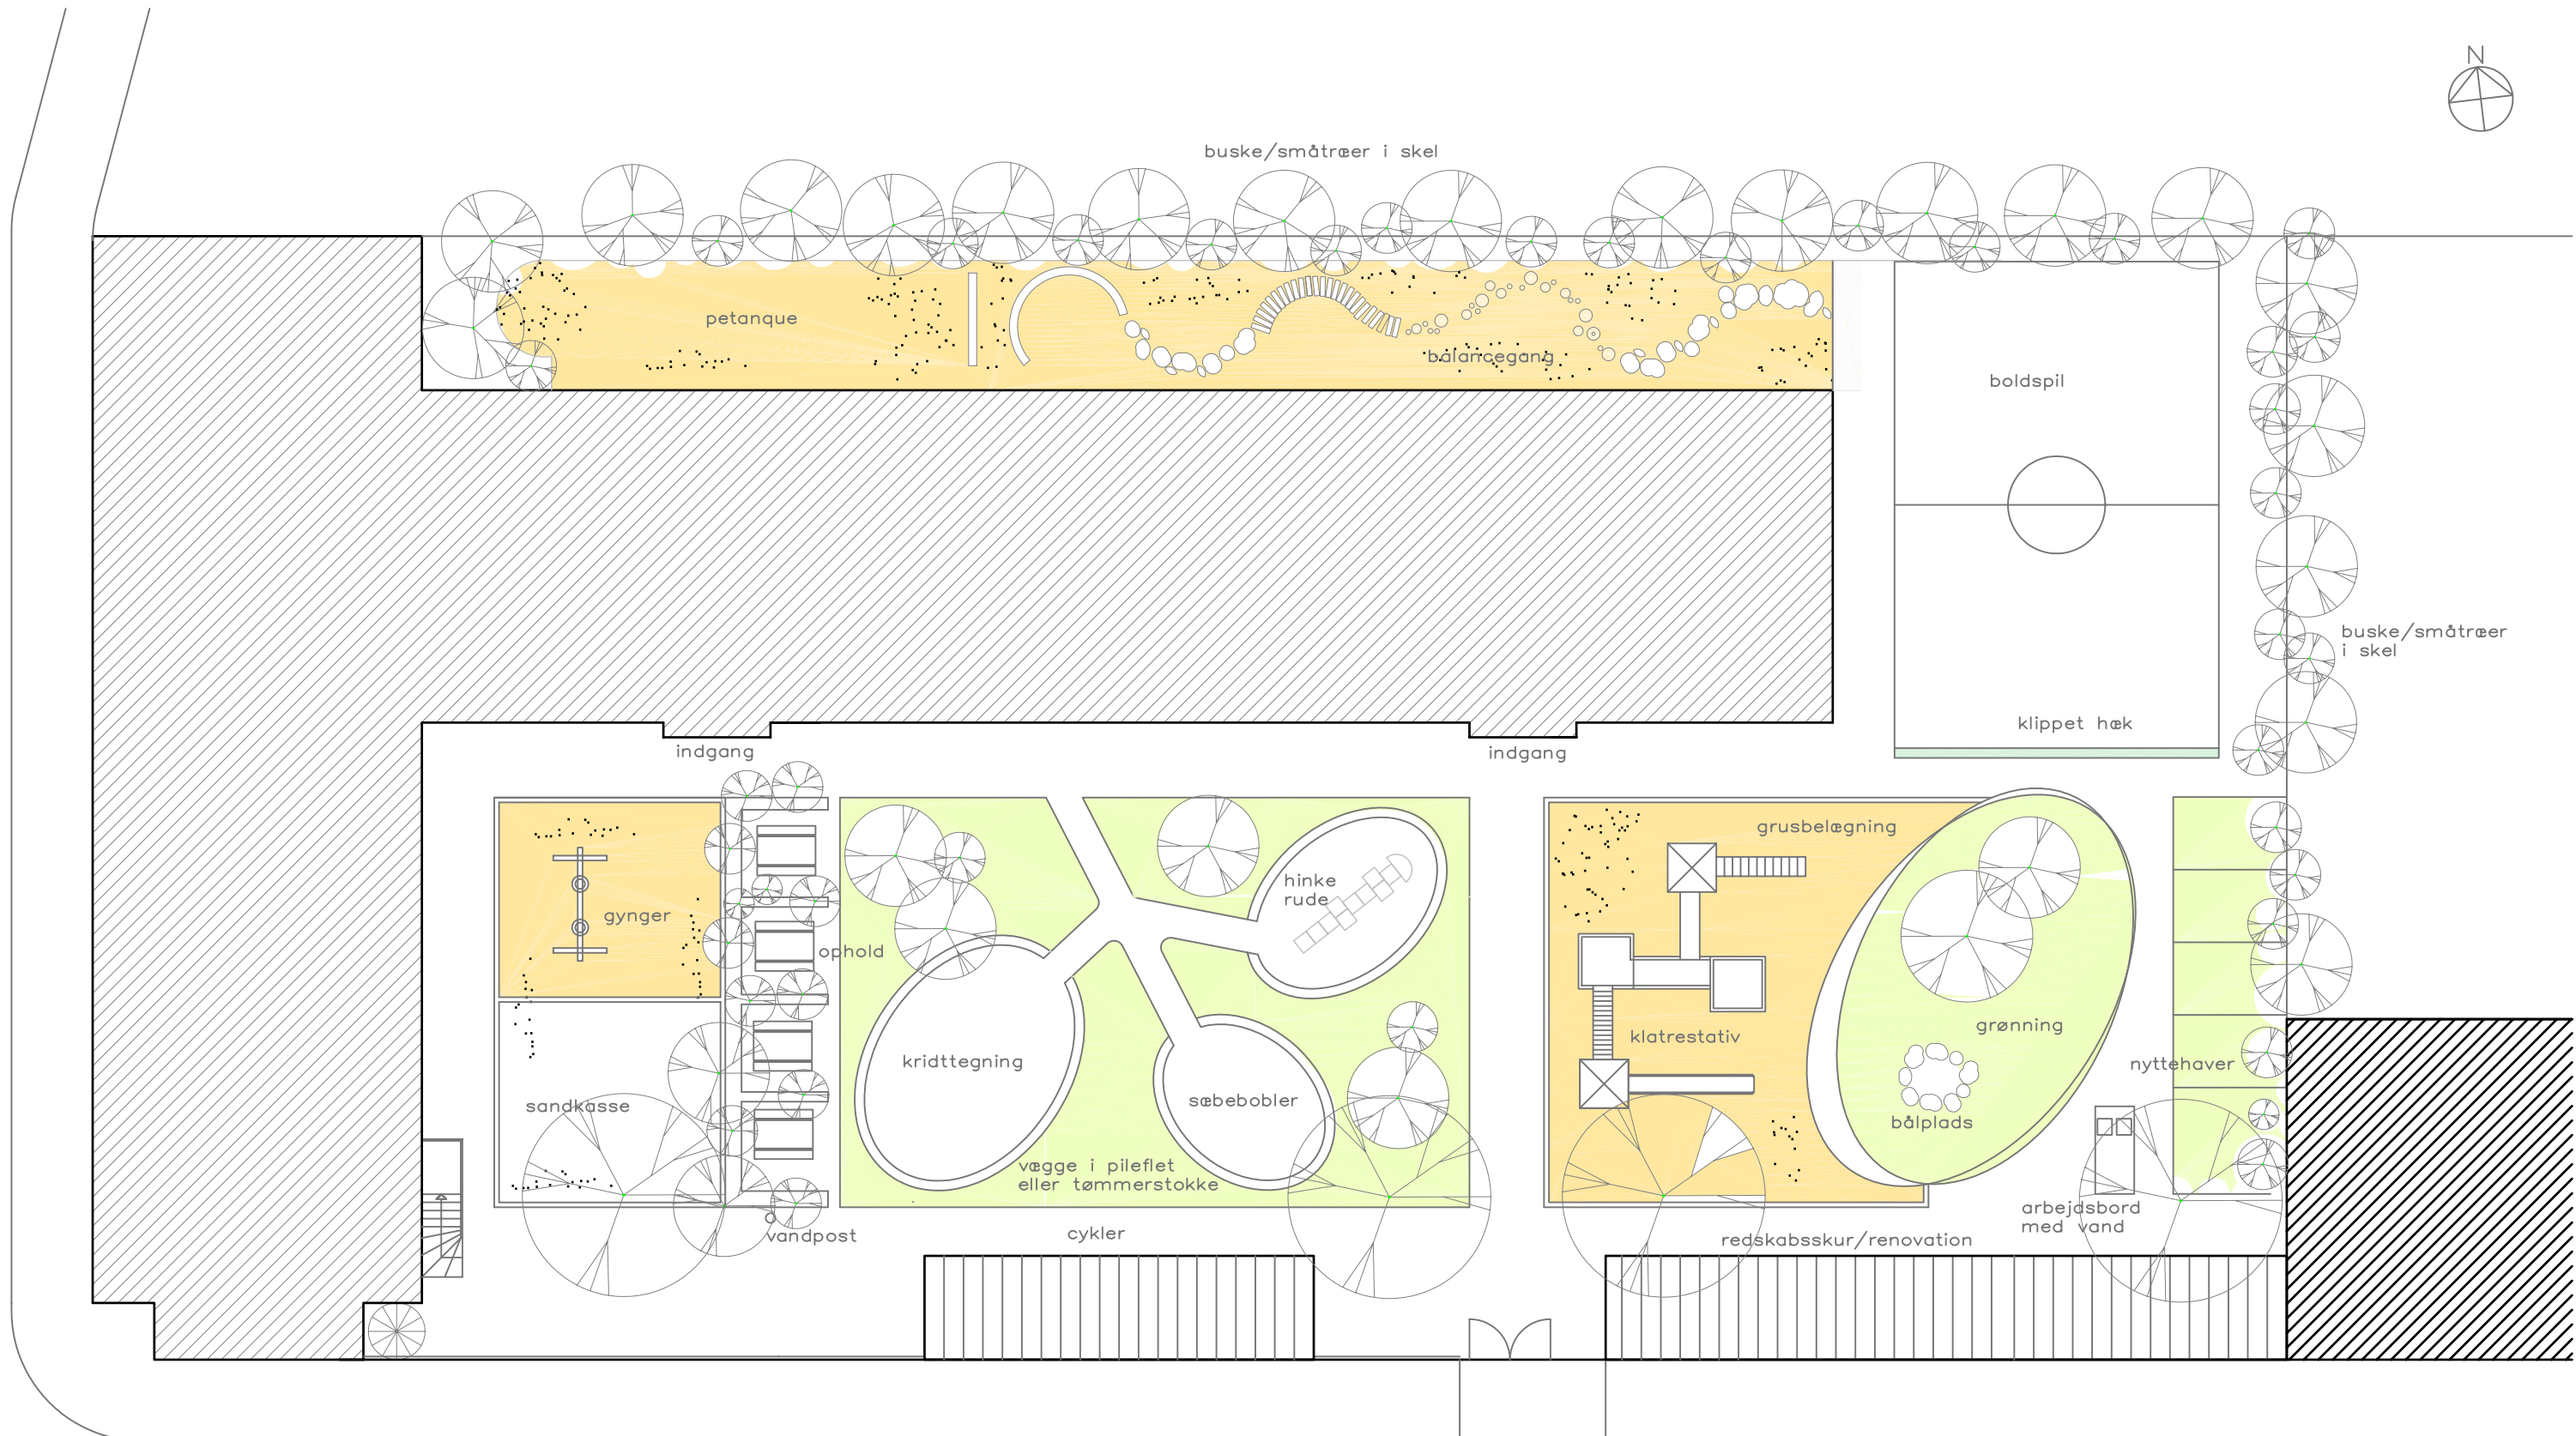 N
buske/småtræer i skel
petanque
balancegang
boldspil
buske/småtræer
i skel
klippet hæk
indgang
indgang
grusbelægning
hinke
rude
gynger
ophold
grønning
klatrestativ
kridttegning
nyttehaver
sæbebobler
sandkasse
bålplads
vægge i pileflet
eller tømmerstokke
arbejdsbord
med vand
vandpost
cykler
redskabsskur/renovation